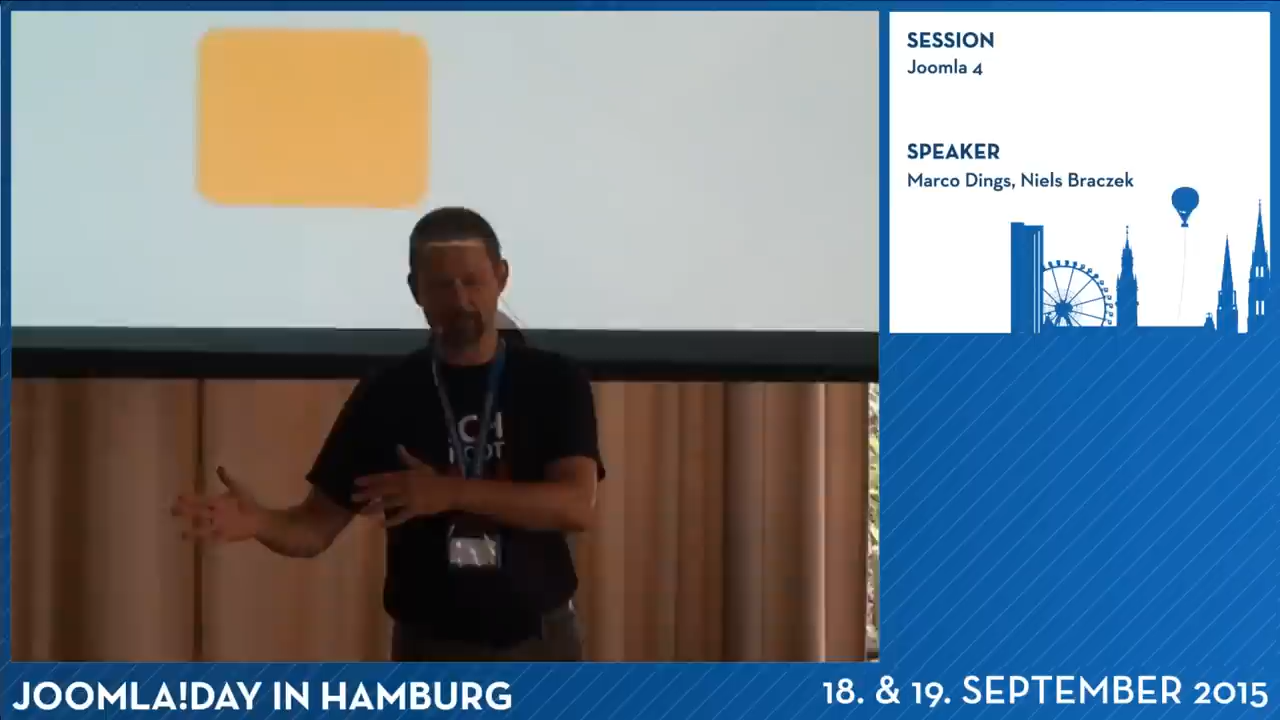 SESSION
Joomla 4
SPEAKER
Marco Dings, Niels Braczek
JOOMLA!DAY IN HAMBURG
18. & 19. SEPTEMBER 2015